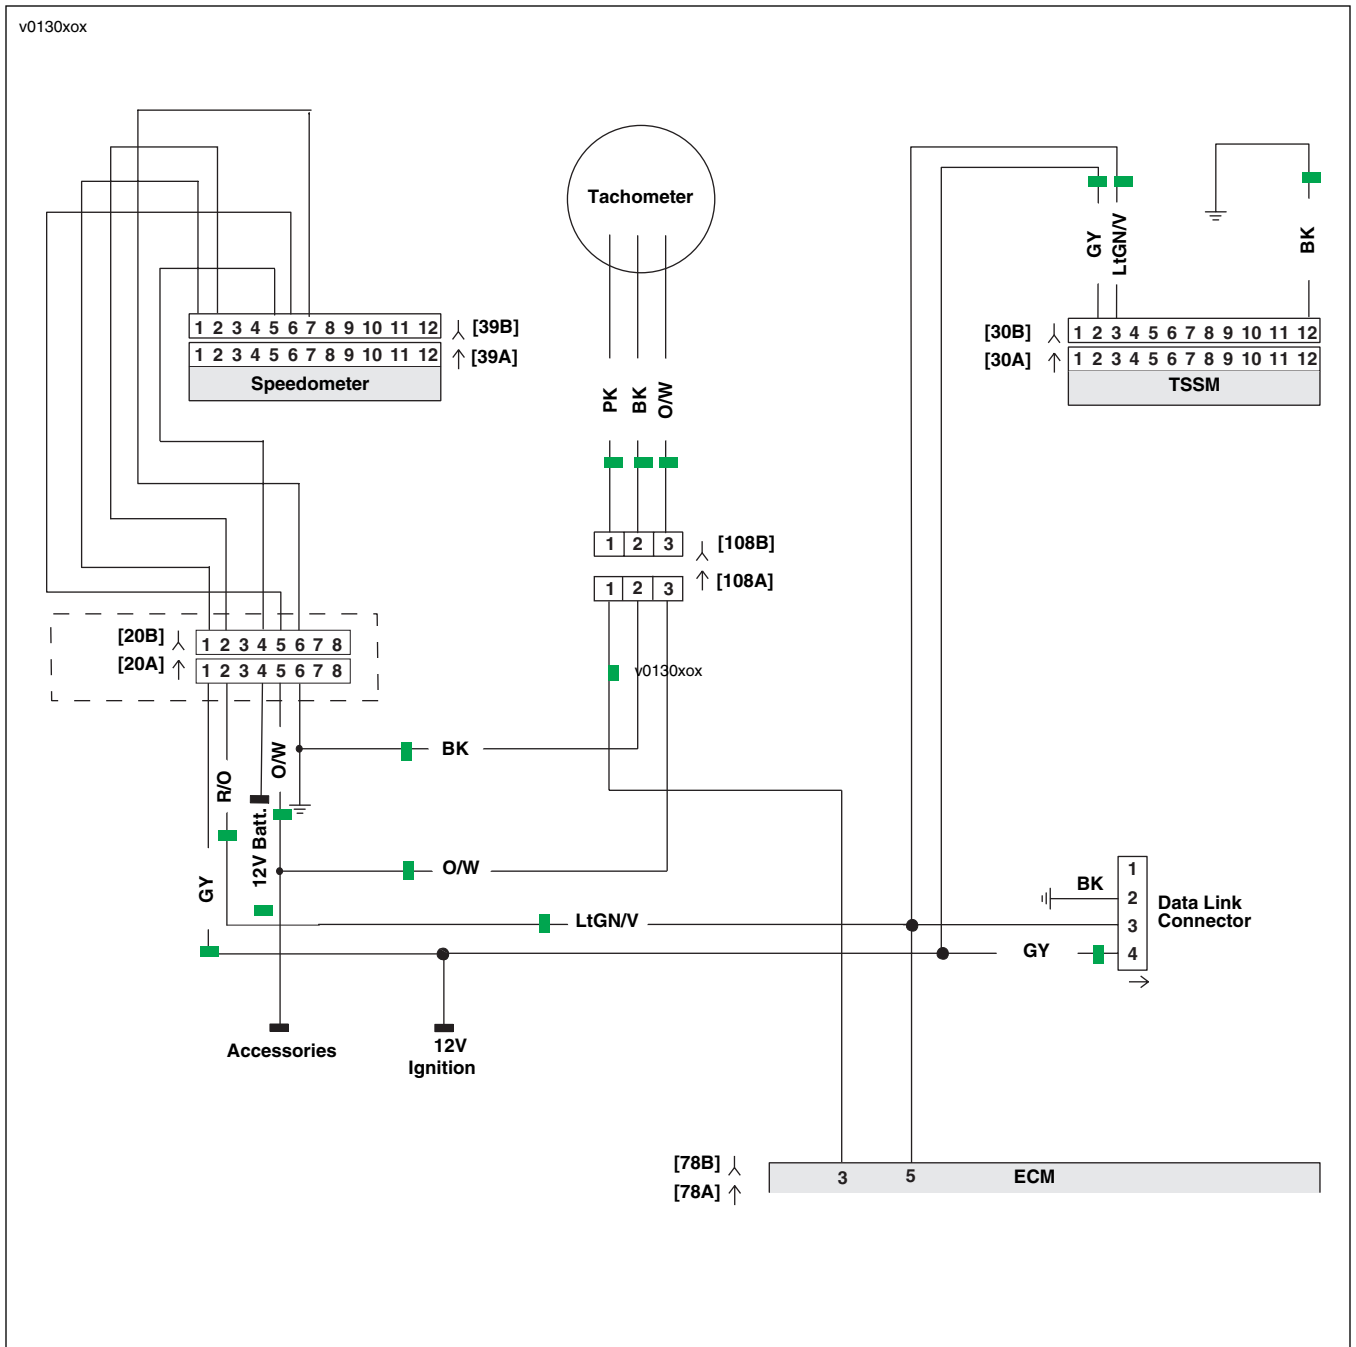 v0130xox
Tachometer
GY
LtGN/V
BK
1 2 3 4 5 6 7 8 9 10 11 12 [39B]
1 2 3 4 5 6 7 8 9 10 11 12 [39A]
Speedometer
[30B] 1 2 3 4 5 6 7 8 9 10 11 12
[30A] 1 2 3 4 5 6 7 8 9 10 11 12
TSSM
PK
BK
O/W
1 2 3 [108B]
1 2 3 [108A]
[20B] 1 2 3 4 5 6 7 8
[20A] 1 2 3 4 5 6 7 8
v0130xox
BK
O/W
R/O
12V Batt.
GY
O/W
LtGN/V
GY
BK
1
2
3
4
Data Link
Connector
Accessories
12V
Ignition
[78B]
[78A]
3 5 ECM